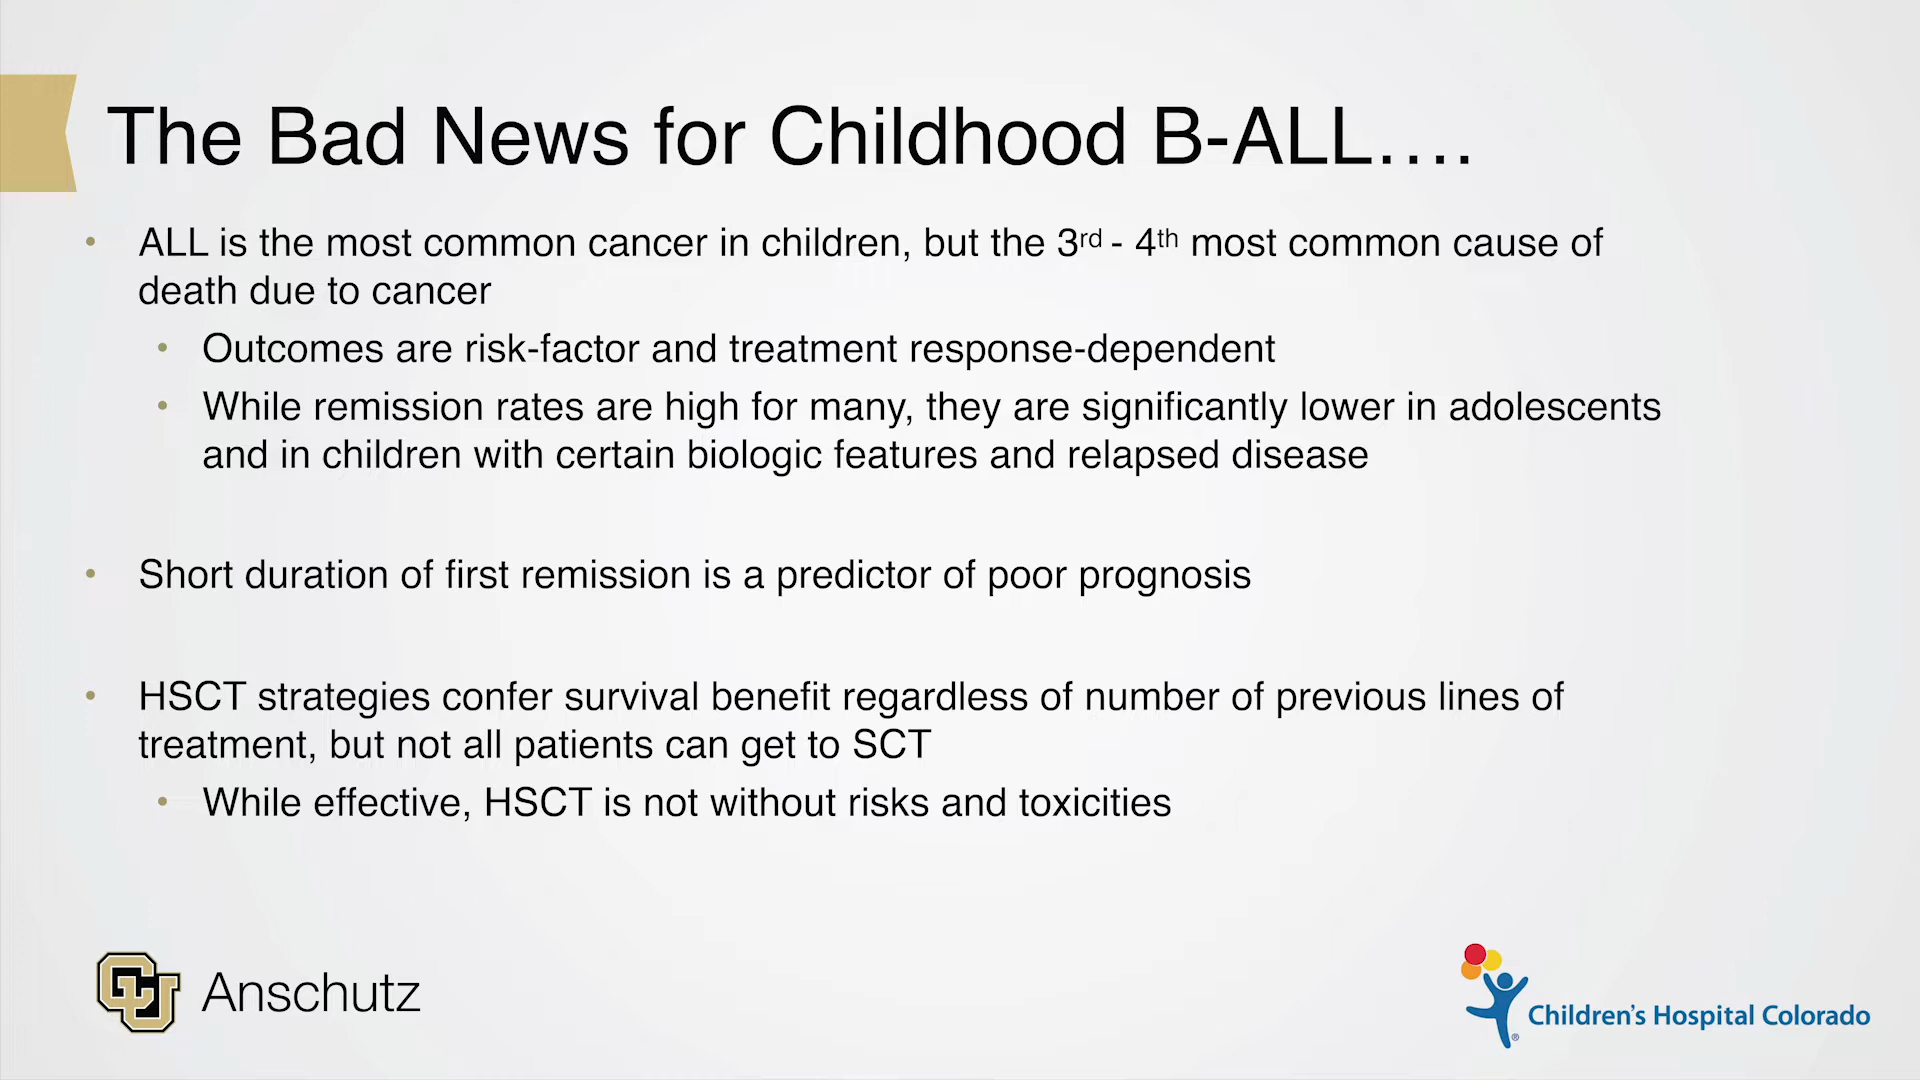 The Bad News for Childhood B-ALL….
• ALL is the most common cancer in children, but the 3rd - 4th most common cause of
death due to cancer
• Outcomes are risk-factor and treatment response-dependent
• While remission rates are high for many, they are significantly lower in adolescents
and in children with certain biologic features and relapsed disease
• Short duration of first remission is a predictor of poor prognosis
• HSCT strategies confer survival benefit regardless of number of previous lines of
treatment, but not all patients can get to SCT
• While effective, HSCT is not without risks and toxicities
CU Anschutz
® Children's Hospital Colorado